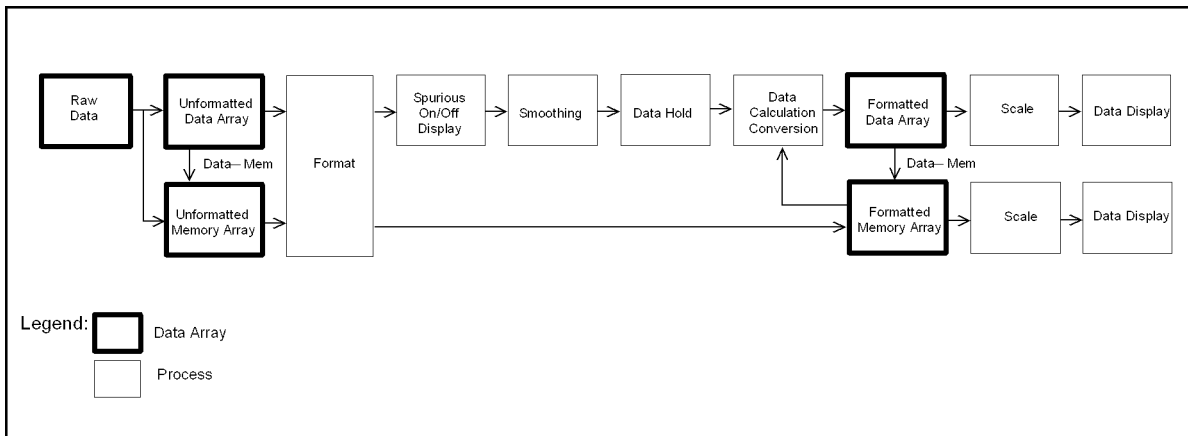 Raw
Data
Unformatted
Data Array
Data— Mem
Unformatted
Memory Array
Format
Spurious
On/Off
Display
Smoothing
Data Hold
Data
Calculation
Conversion
Formatted
Data Array
Data— Mem
Formatted
Memory Array
Scale
Data Display
Scale
Data Display
Legend:
Data Array
Process